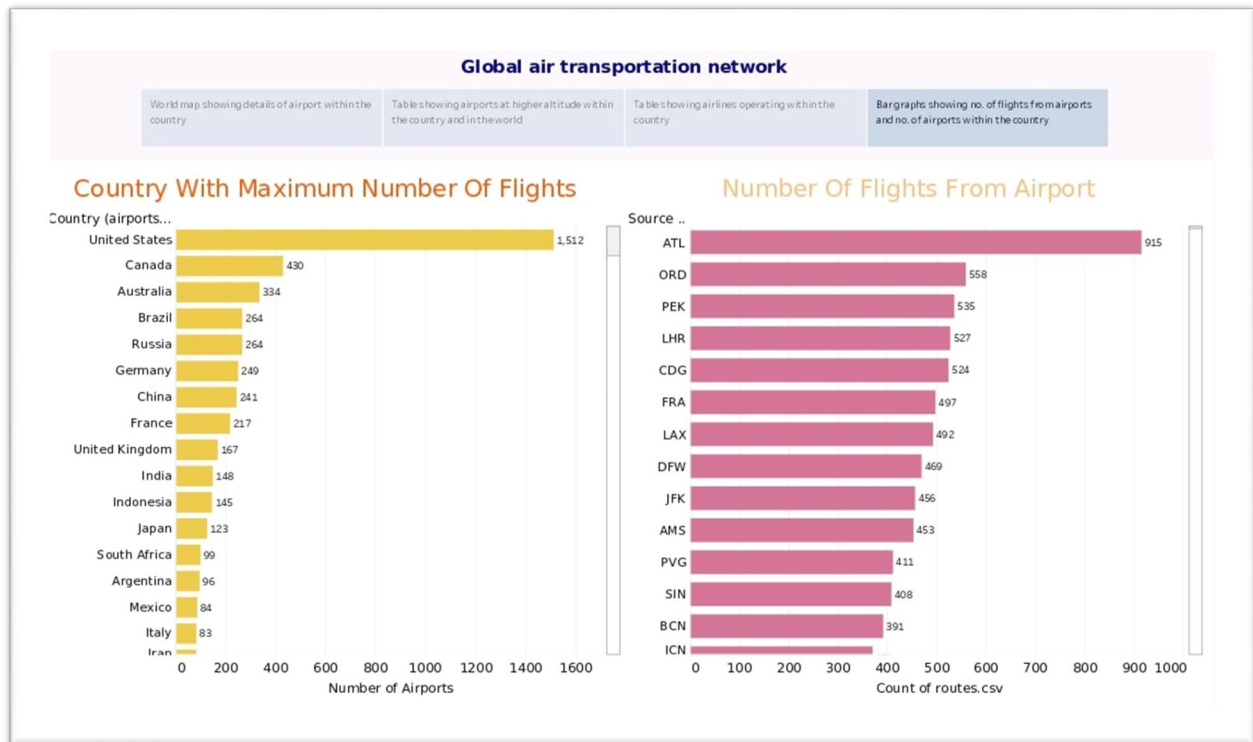 Global air transportation network
World map showing details of airport within the
country
Table showing airports at higher altitude within
the country and in the world
Table showing airlines operating within the
country
Bar graphs showing no. of flights from airports
and no. of airports within the country
Country With Maximum Number Of Flights
Country (airports...
United States 1,512
Canada 430
Australia 334
Brazil 264
Russia 264
Germany 249
China 241
France 217
United Kingdom 167
India 148
Indonesia 145
Japan 123
South Africa 99
Argentina 96
Mexico 84
Italy 83
Iran
0 200 400 600 800 1000 1200 1400 1600
Number of Airports
Number Of Flights From Airport
Source ..
ATL 915
ORD 558
PEK 535
LHR 527
CDG 524
FRA 497
LAX 492
DFW 469
JFK 456
AMS 453
PVG 411
SIN 408
BCN 391
ICN
0 100 200 300 400 500 600 700 800 900 1000
Count of routes.csv